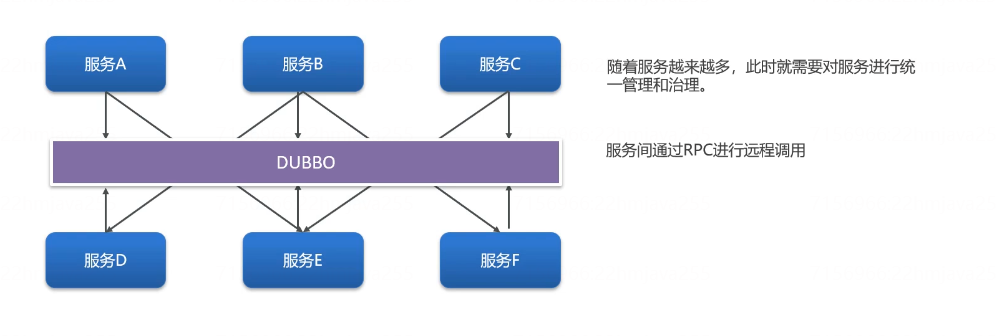 服务A
服务B
服务C
随着服务越来越多，此时就需要对服务进行统
一管理和治理。
服务间通过RPC进行远程调用
DUBBO
服务D
服务E
服务F